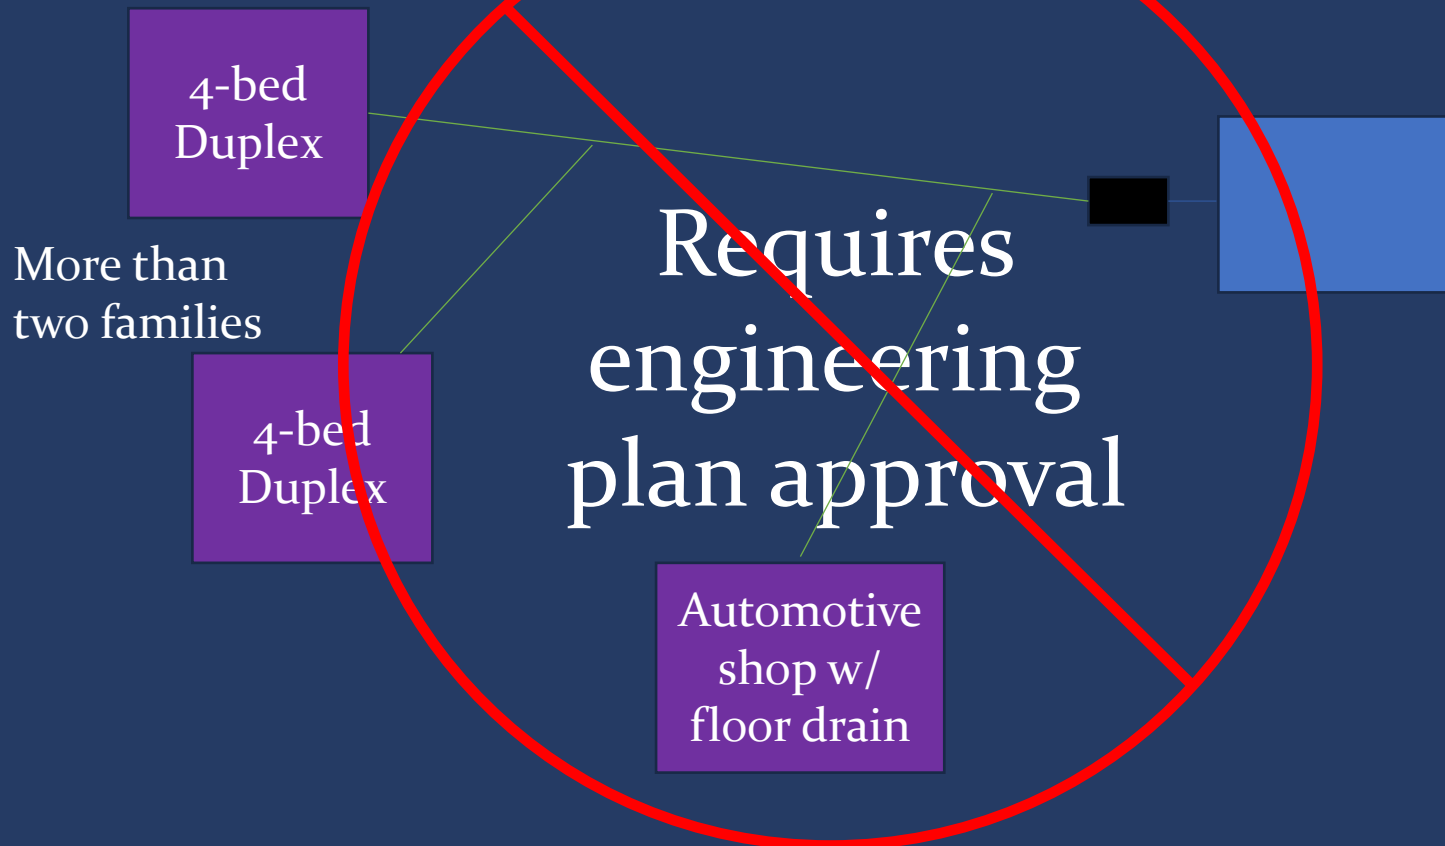 4-bed
Duplex
More than
two families
4-bed
Duplex
Requires
engineering
plan approval
Automotive
shop w/
floor drain